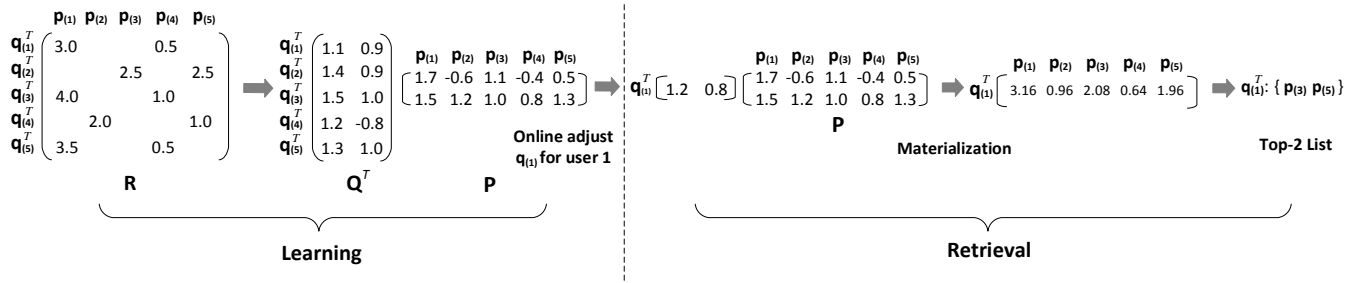 p(1) p(2) p(3) p(4) p(5)
q(1)^T 3.0 0.5
q(2)^T 2.5 2.5
q(3)^T 4.0 1.0
q(4)^T 2.0 1.0
q(5)^T 3.5 0.5
R
q(1)^T 1.1 0.9
q(2)^T 1.4 0.9
q(3)^T 1.5 1.0
q(4)^T 1.2 -0.8
q(5)^T 1.3 1.0
Q^T
p(1) p(2) p(3) p(4) p(5)
1.7 -0.6 1.1 -0.4 0.5
1.5 1.2 1.0 0.8 1.3
P
Online adjust
q(1) for user 1
Learning
q(1)^T 1.2 0.8
p(1) p(2) p(3) p(4) p(5)
1.7 -0.6 1.1 -0.4 0.5
1.5 1.2 1.0 0.8 1.3
P
p(1) p(2) p(3) p(4) p(5)
q(1)^T 3.16 0.96 2.08 0.64 1.96
Materialization
q(1)^T: { p(3) p(5) }
Top-2 List
Retrieval